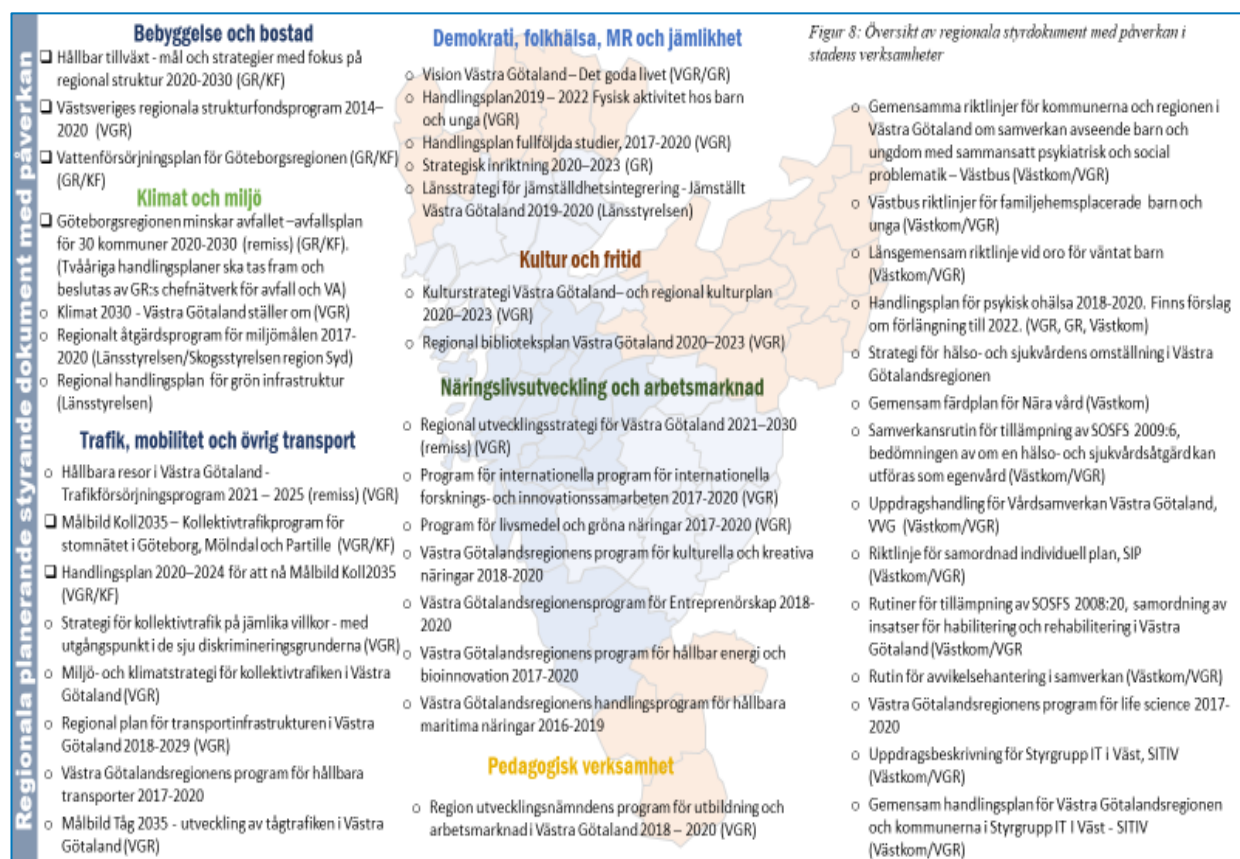 Regionala planerande styrande dokument med påverkan
Bebyggelse och bostad
❑ Hållbar tillväxt - mål och strategier med fokus på
regional struktur 2020-2030 (GR/KF)
❑ Västsveriges regionala strukturfondsprogram 2014–
2020 (VGR)
❑ Vattenförsörjningsplan för Göteborgsregionen (GR/KF)
(GR/KF)
Klimat och miljö
❑ Göteborgsregionen minskar avfallet –avfallsplan
för 30 kommuner 2020-2030 (remiss) (GR/KF).
(Tvååriga handlingsplaner ska tas fram och
beslutas av GR:s chefnätverk för avfall och VA)
○ Klimat 2030 - Västra Götaland ställer om (VGR)
○ Regionalt åtgärdsprogram för miljömålen 2017-
2020 (Länsstyrelsen/Skogsstyrelsen region Syd)
○ Regional handlingsplan för grön infrastruktur
(Länsstyrelsen)
Trafik, mobilitet och övrig transport
○ Hållbara resor i Västra Götaland -
Trafikförsörjningsprogram 2021 – 2025 (remiss) (VGR)
❑ Målbild Koll2035 – Kollektivtrafikprogram för
stomnätet i Göteborg, Mölndal och Partille (VGR/KF)
❑ Handlingsplan 2020–2024 för att nå Målbild Koll2035
(VGR/KF)
○ Strategi för kollektivtrafik på jämlika villkor - med
utgångspunkt i de sju diskrimineringsgrunderna (VGR)
○ Miljö- och klimatstrategi för kollektivtrafiken i Västra
Götaland (VGR)
○ Regional plan för transportinfrastrukturen i Västra
Götaland 2018-2029 (VGR)
○ Västra Götalandsregionens program för hållbara
transporter 2017-2020
○ Målbild Tåg 2035 - utveckling av tågtrafiken i Västra
Götaland (VGR)
Demokrati, folkhälsa, MR och jämlikhet
○ Vision Västra Götaland – Det goda livet (VGR/GR)
○ Handlingsplan2019 – 2022 Fysisk aktivitet hos barn
och unga (VGR)
○ Handlingsplan fullföljda studier, 2017-2020 (VGR)
○ Strategisk inriktning 2020–2023 (GR)
○ Länsstrategi för jämställdhetsintegrering - Jämställt
Västra Götaland 2019-2020 (Länsstyrelsen)
Kultur och fritid
○ Kulturstrategi Västra Götaland – och regional kulturplan
2020–2023 (VGR)
○ Regional biblioteksplan Västra Götaland 2020–2023 (VGR)
Näringslivsutveckling och arbetsmarknad
○ Regional utvecklingsstrategi för Västra Götaland 2021–2030
(remiss) (VGR)
○ Program för internationella program för internationella
forsknings- och innovationssamarbeten 2017-2020 (VGR)
○ Program för livsmedel och gröna näringar 2017-2020 (VGR)
○ Västra Götalandsregionens program för kulturella och kreativa
näringar 2018-2020
○ Västra Götalandsregionensprogram för Entreprenörskap 2018-
2020
○ Västra Götalandsregionens program för hållbar energi och
bioinnovation 2017-2020
○ Västra Götalandsregionens handlingsprogram för hållbara
maritima näringar 2016-2019
Pedagogisk verksamhet
○ Region utvecklingsnämndens program för utbildning och
arbetsmarknad i Västra Götaland 2018 – 2020 (VGR)
Figur 8: Översikt av regionala styrdokument med påverkan i
stadens verksamheter
○ Gemensamma riktlinjer för kommunerna och regionen i
Västra Götaland om samverkan avseende barn och
ungdom med sammansatt psykiatrisk och social
problematik – Västbus (Västkom/VGR)
○ Västbus riktlinjer för familjehemsplacerade barn och
unga (Västkom/VGR)
○ Länsgemensam riktlinje vid oro för väntat barn
(Västkom/VGR)
○ Handlingsplan för psykisk ohälsa 2018-2020. Finns förslag
om förlängning till 2022. (VGR, GR, Västkom)
○ Strategi för hälso- och sjukvårdens omställning i Västra
Götalandsregionen
○ Gemensam färdplan för Nära vård (Västkom)
○ Samverkansrutin för tillämpning av SOSFS 2009:6,
bedömningen av om en hälso- och sjukvårdsåtgärd kan
utföras som egenvård (Västkom/VGR)
○ Uppdragshandling för Vårdsamverkan Västra Götaland,
VVG (Västkom/VGR)
○ Riktlinje för samordnad individuell plan, SIP
(Västkom/VGR)
○ Rutiner för tillämpning av SOSFS 2008:20, samordning av
insatser för habilitering och rehabilitering i Västra
Götaland (Västkom/VGR
○ Rutin för avvikelsehantering i samverkan (Västkom/VGR)
○ Västra Götalandsregionens program för life science 2017-
2020
○ Uppdragsbeskrivning för Styrgrupp IT i Väst, SITIV
(Västkom/VGR)
○ Gemensam handlingsplan för Västra Götalandsregionen
och kommunerna i Styrgrupp IT I Väst - SITIV
(Västkom/VGR)